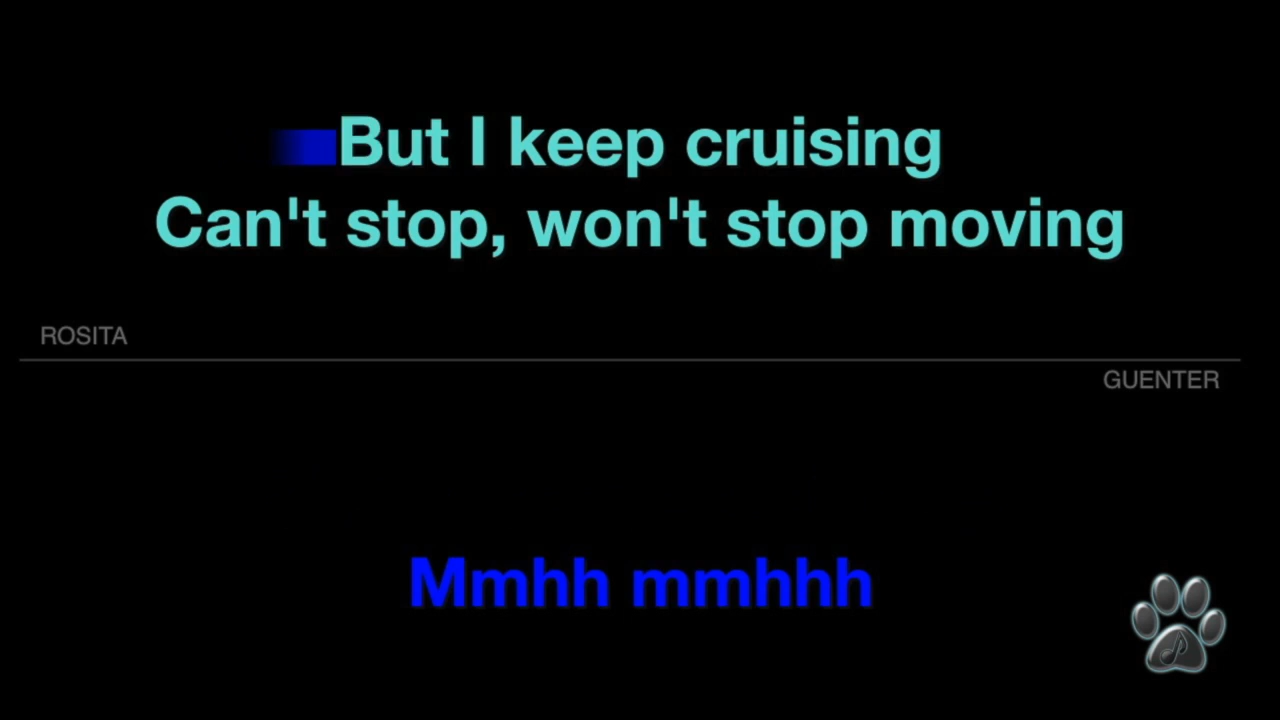 But I keep cruising
Can't stop, won't stop moving
ROSITA
GUENTER
Mmhh mmhhh